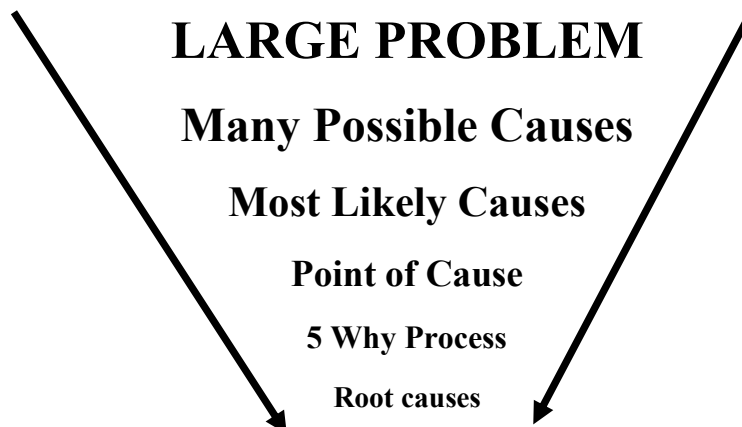 LARGE PROBLEM
Many Possible Causes
Most Likely Causes
Point of Cause
5 Why Process
Root causes